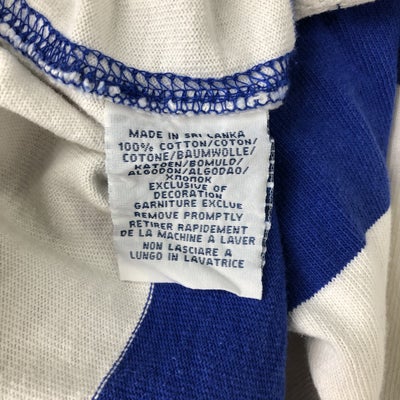 MADE IN SRI LANKA
100% COTTON/COTON/
COTONE/BAUMWOLLE/
KATOEN/BOMULD/
ALGODON/ALGODAO/
ХЛОПОК
EXCLUSIVE OF
DECORATION
GARNITURE EXCLUE
REMOVE PROMPTLY
RETIRER RAPIDEMENT
DE LA MACHINE A LAVER
NON LASCIARE A
LUNGO IN LAVATRICE